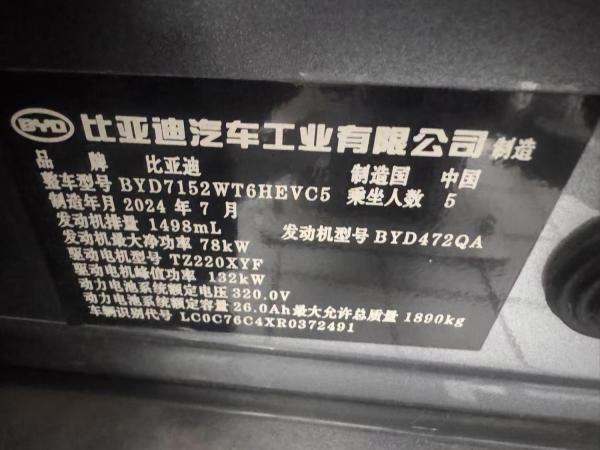 BYD 比亚迪汽车工业有限公司 制造
品 牌 比亚迪 制造国 中国
整车型号 BYD7152WT6HEVC5 乘坐人数 5
制造年月 2024 年 7 月
发动机排量 1498mL 发动机型号 BYD472QA
发动机最大净功率 78kW
驱动电机型号 TZ220XYF
驱动电机峰值功率 132kW
动力电池系统额定电压 320.0V
动力电池系统额定容量 26.0Ah 最大允许总质量 1890kg
车辆识别代号 LC0C76C4XR0372491